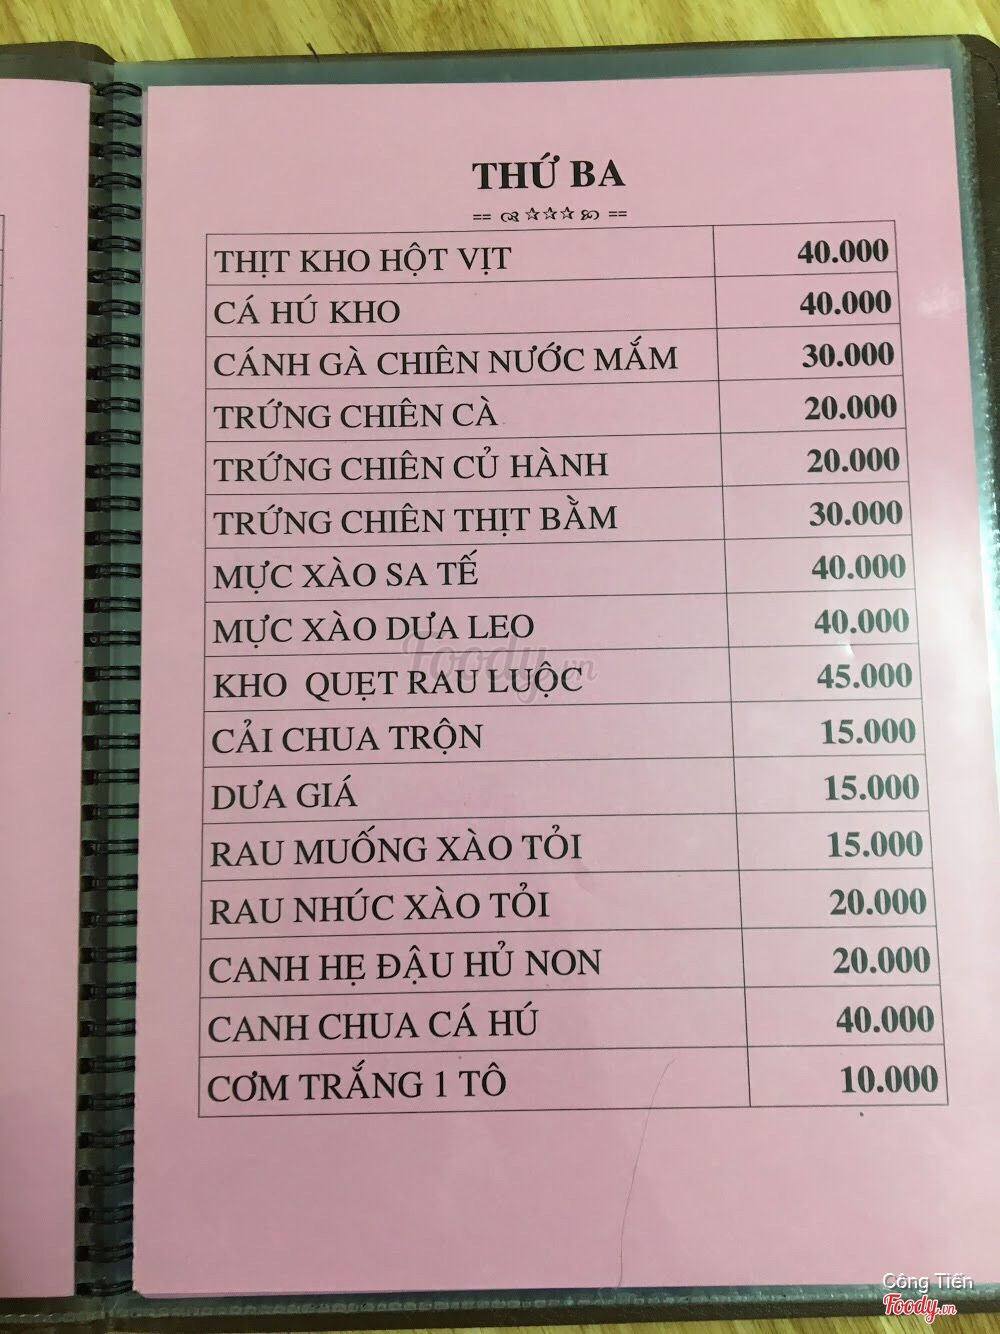 THỨ BA
== ☆☆☆ ==
THỊT KHO HỘT VỊT 40.000
CÁ HÚ KHO 40.000
CÁNH GÀ CHIÊN NƯỚC MẮM 30.000
TRỨNG CHIÊN CÀ 20.000
TRỨNG CHIÊN CỦ HÀNH 20.000
TRỨNG CHIÊN THỊT BẰM 30.000
MỰC XÀO SA TẾ 40.000
MỰC XÀO DƯA LEO 40.000
KHO QUẸT RAU LUỘC 45.000
CẢI CHUA TRỘN 15.000
DƯA GIÁ 15.000
RAU MUỐNG XÀO TỎI 15.000
RAU NHÚC XÀO TỎI 20.000
CANH HẸ ĐẬU HỦ NON 20.000
CANH CHUA CÁ HÚ 40.000
CƠM TRẮNG 1 TÔ 10.000
Foody.vn
Công Tiến
Foody.vn